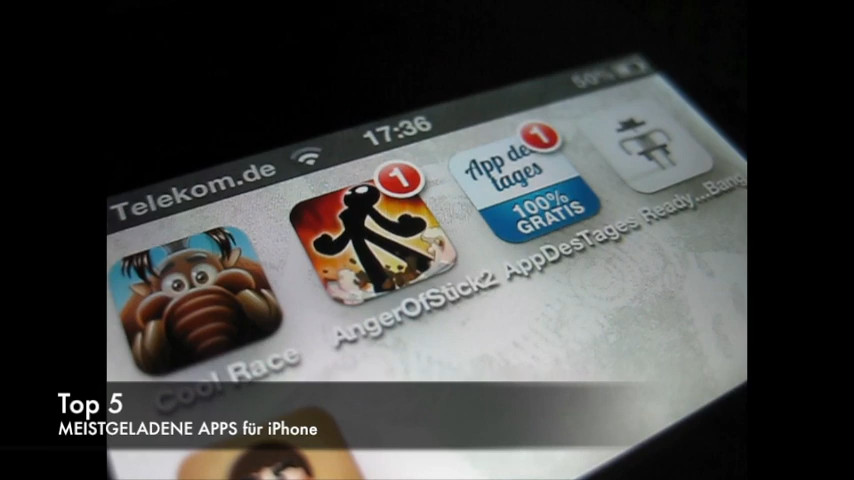 Telekom.de 17:36 50%
1
1
App des
tages
100%
GRATIS
Cool Race
AngerOfStick2
AppDesTages
Ready...Bang
Top 5
MEISTGELADENE APPS für iPhone